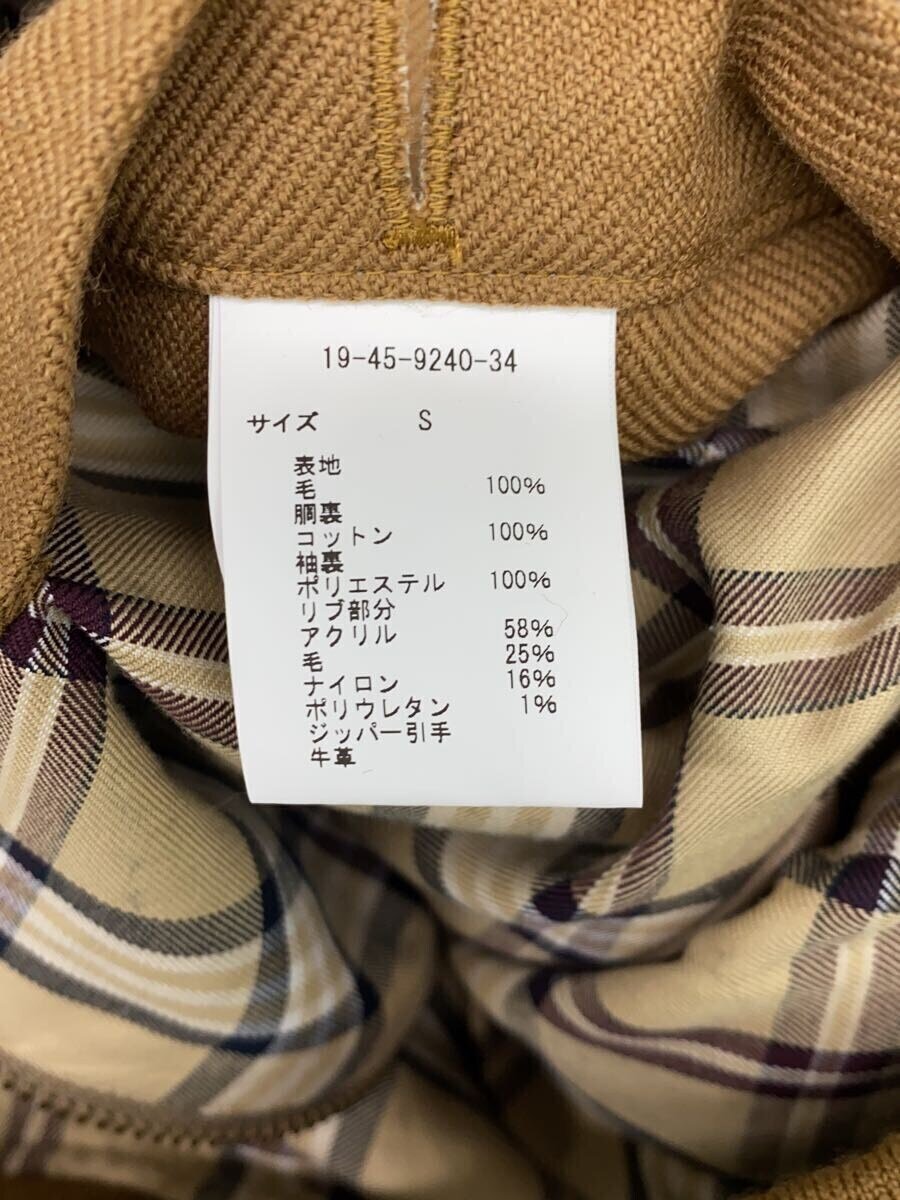 19-45-9240-34
サイズ S
表地
毛 100%
胴裏
コットン 100%
袖裏
ポリエステル 100%
リブ部分
アクリル 58%
毛 25%
ナイロン 16%
ポリウレタン 1%
ジッパー引手
牛革